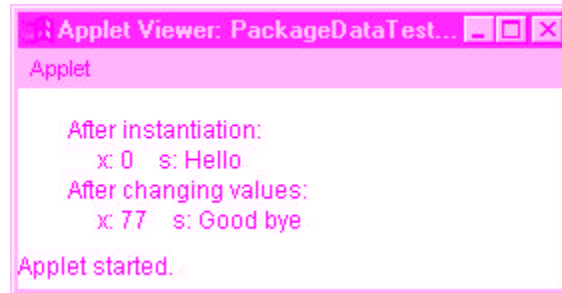 Applet Viewer: PackageDataTest...
Applet
After instantiation:
x: 0 s: Hello
After changing values:
x: 77 s: Good bye
Applet started.